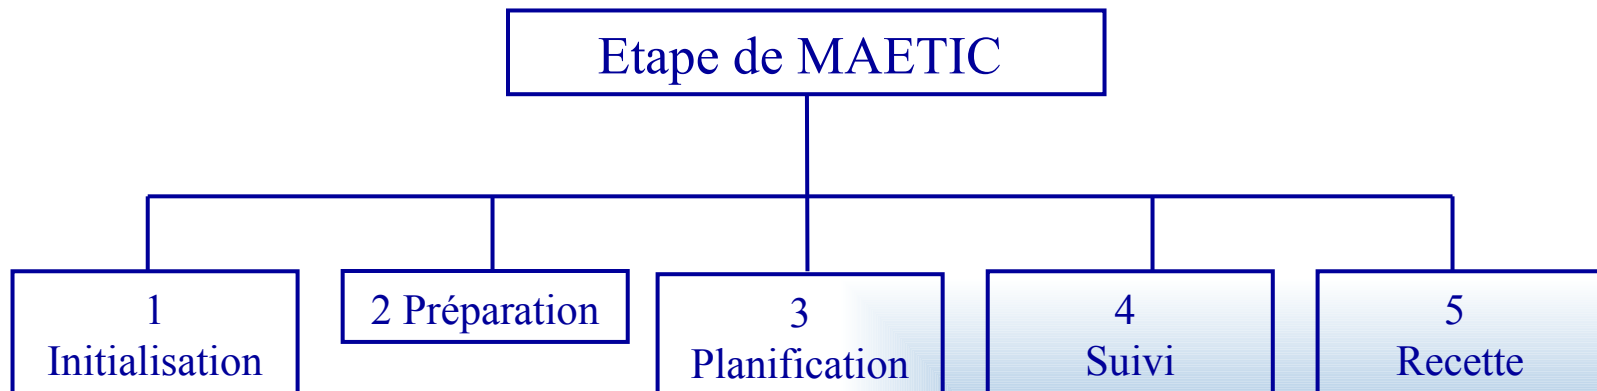 Etape de MAETIC
1
Initialisation
2 Préparation
3
Planification
4
Suivi
5
Recette